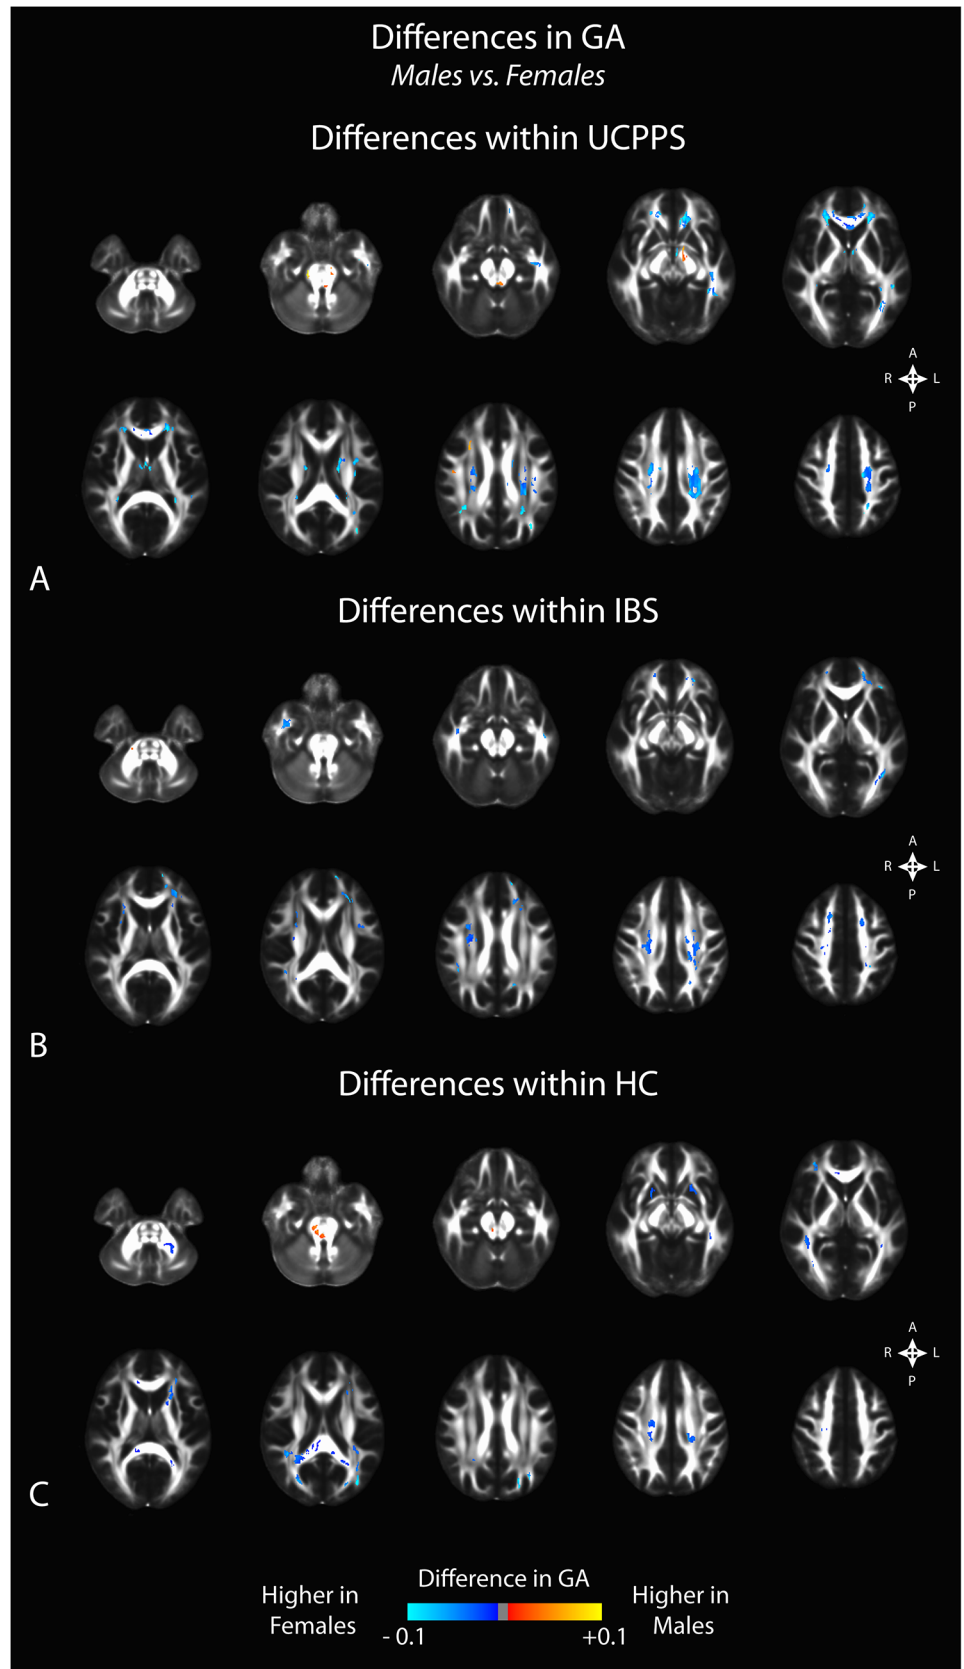 Differences in GA
Males vs. Females
Differences within UCPPS
A
R L
P
A
Differences within IBS
A
R L
P
B
Differences within HC
A
R L
P
C
Difference in GA
Higher in
Females
Higher in
Males
- 0.1
+0.1